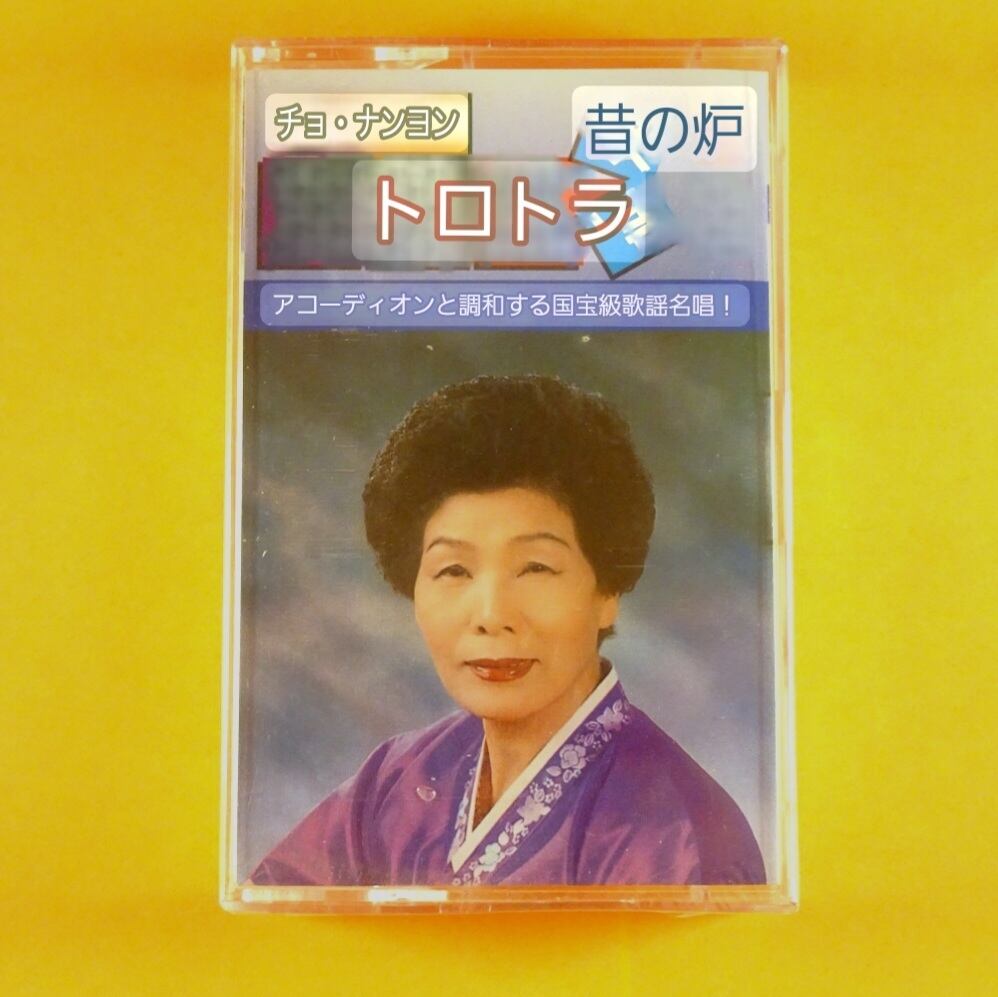 チョ・ナンヨン
昔の炉
トロトラ
アコーディオンと調和する国宝級歌謡名唱！